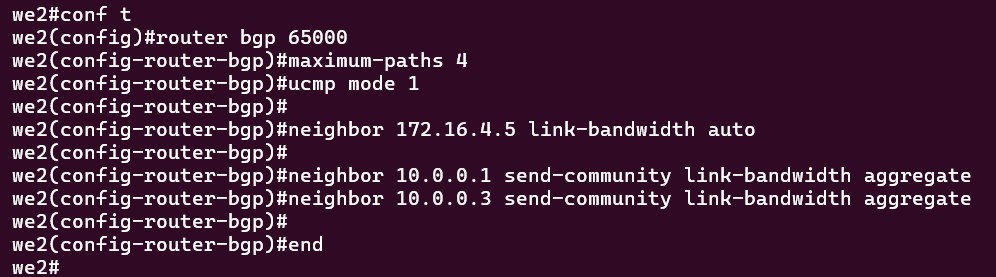 we2#conf t
we2(config)#router bgp 65000
we2(config-router-bgp)#maximum-paths 4
we2(config-router-bgp)#ucmp mode 1
we2(config-router-bgp)#
we2(config-router-bgp)#neighbor 172.16.4.5 link-bandwidth auto
we2(config-router-bgp)#
we2(config-router-bgp)#neighbor 10.0.0.1 send-community link-bandwidth aggregate
we2(config-router-bgp)#neighbor 10.0.0.3 send-community link-bandwidth aggregate
we2(config-router-bgp)#
we2(config-router-bgp)#end
we2#